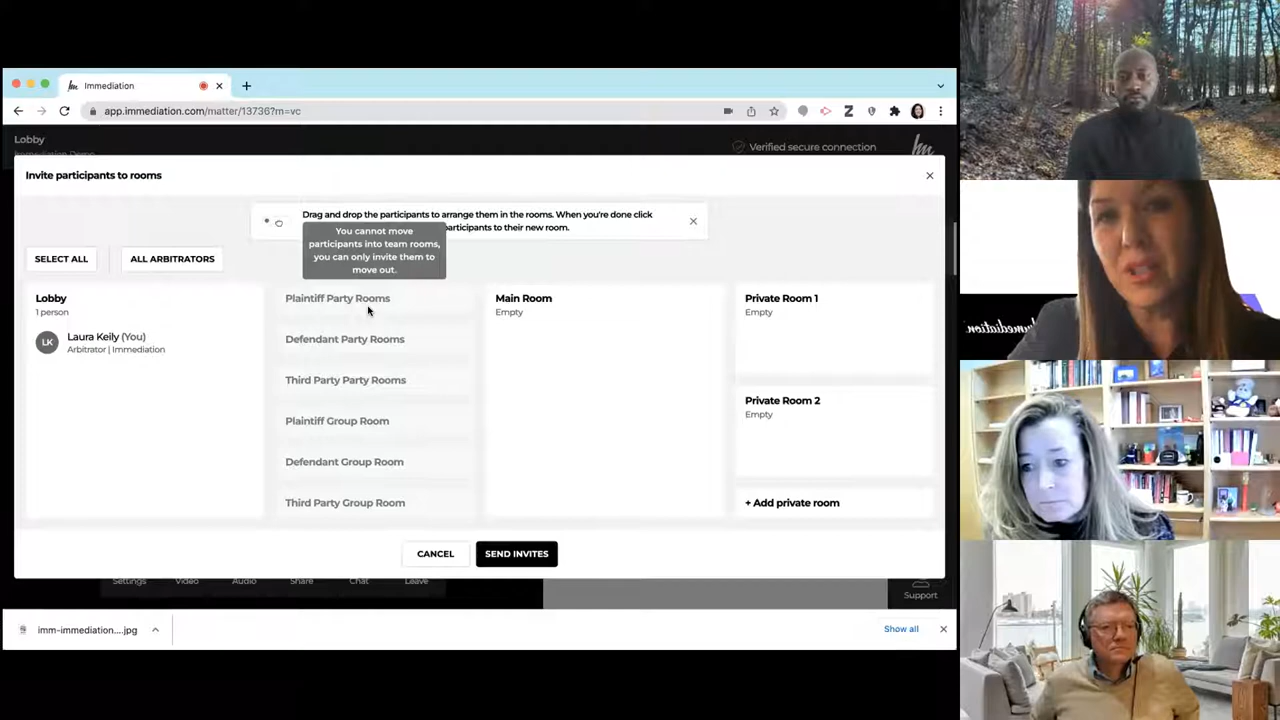 Immediation
app.immediation.com/matter/13736?m=vc
Lobby
Verified secure connection
Invite participants to rooms
Drag and drop the participants to arrange them in the rooms. When you're done click
articipants to their new room.
You cannot move
participants into team rooms,
you can only invite them to
move out.
SELECT ALL
ALL ARBITRATORS
Lobby
1 person
LK
Laura Keily (You)
Arbitrator | Immediation
Plaintiff Party Rooms
Defendant Party Rooms
Third Party Party Rooms
Plaintiff Group Room
Defendant Group Room
Third Party Group Room
Main Room
Empty
Private Room 1
Empty
Private Room 2
Empty
+ Add private room
CANCEL
SEND INVITES
Settings
Video
Audio
Share
Chat
Leave
Support
imm-immediation....jpg
Show all